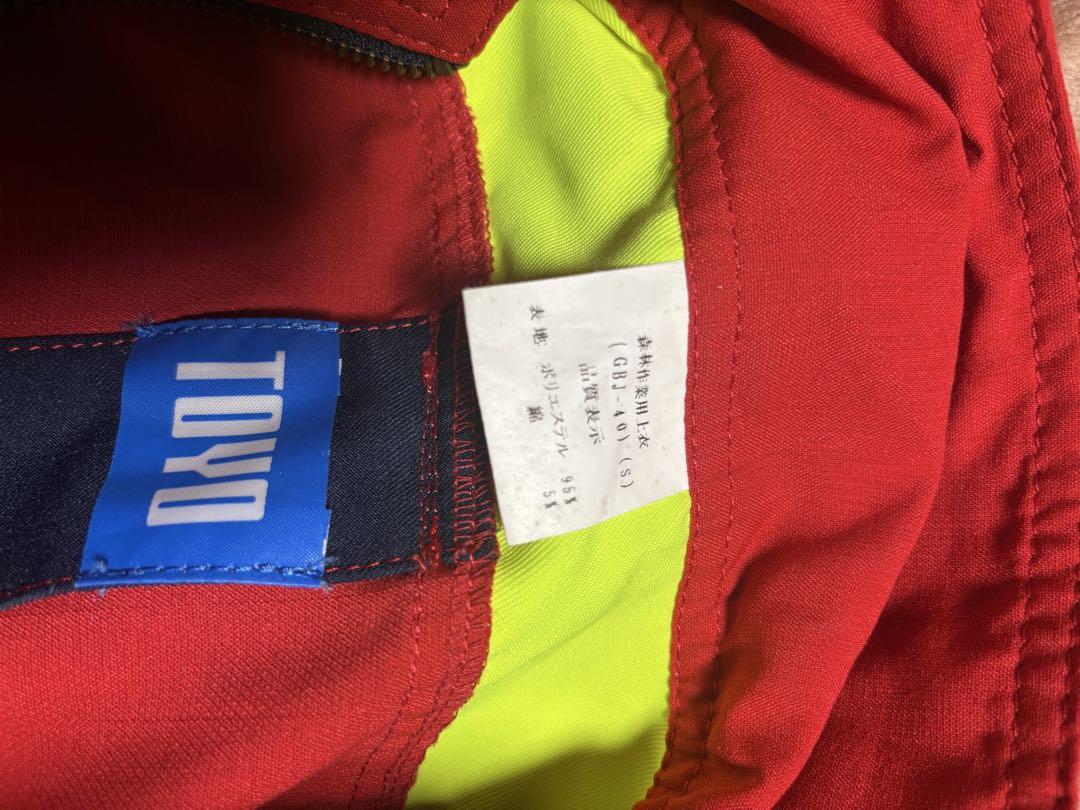 TOYO
森林作業用上衣
(GBJ-40)(S)
品質表示
表地 ポリエステル 95%
綿 5%